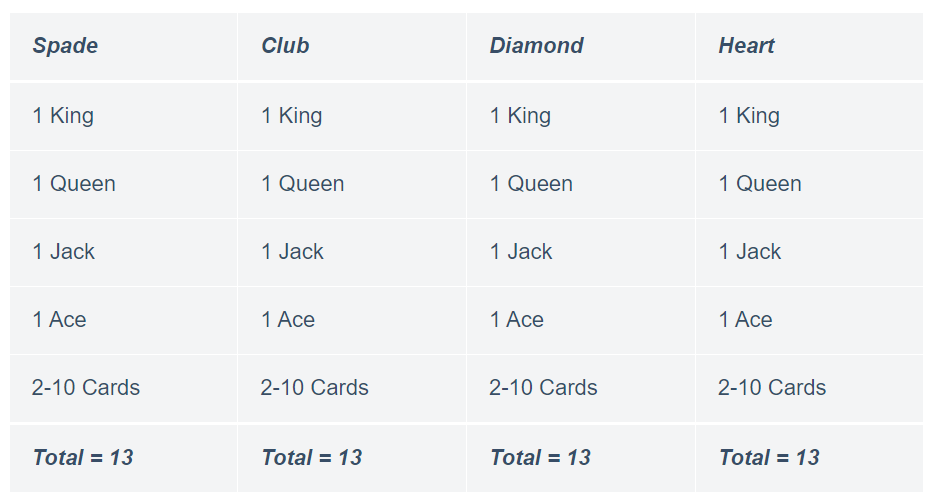 Spade Club Diamond Heart
1 King 1 King 1 King 1 King
1 Queen 1 Queen 1 Queen 1 Queen
1 Jack 1 Jack 1 Jack 1 Jack
1 Ace 1 Ace 1 Ace 1 Ace
2-10 Cards 2-10 Cards 2-10 Cards 2-10 Cards
Total = 13 Total = 13 Total = 13 Total = 13